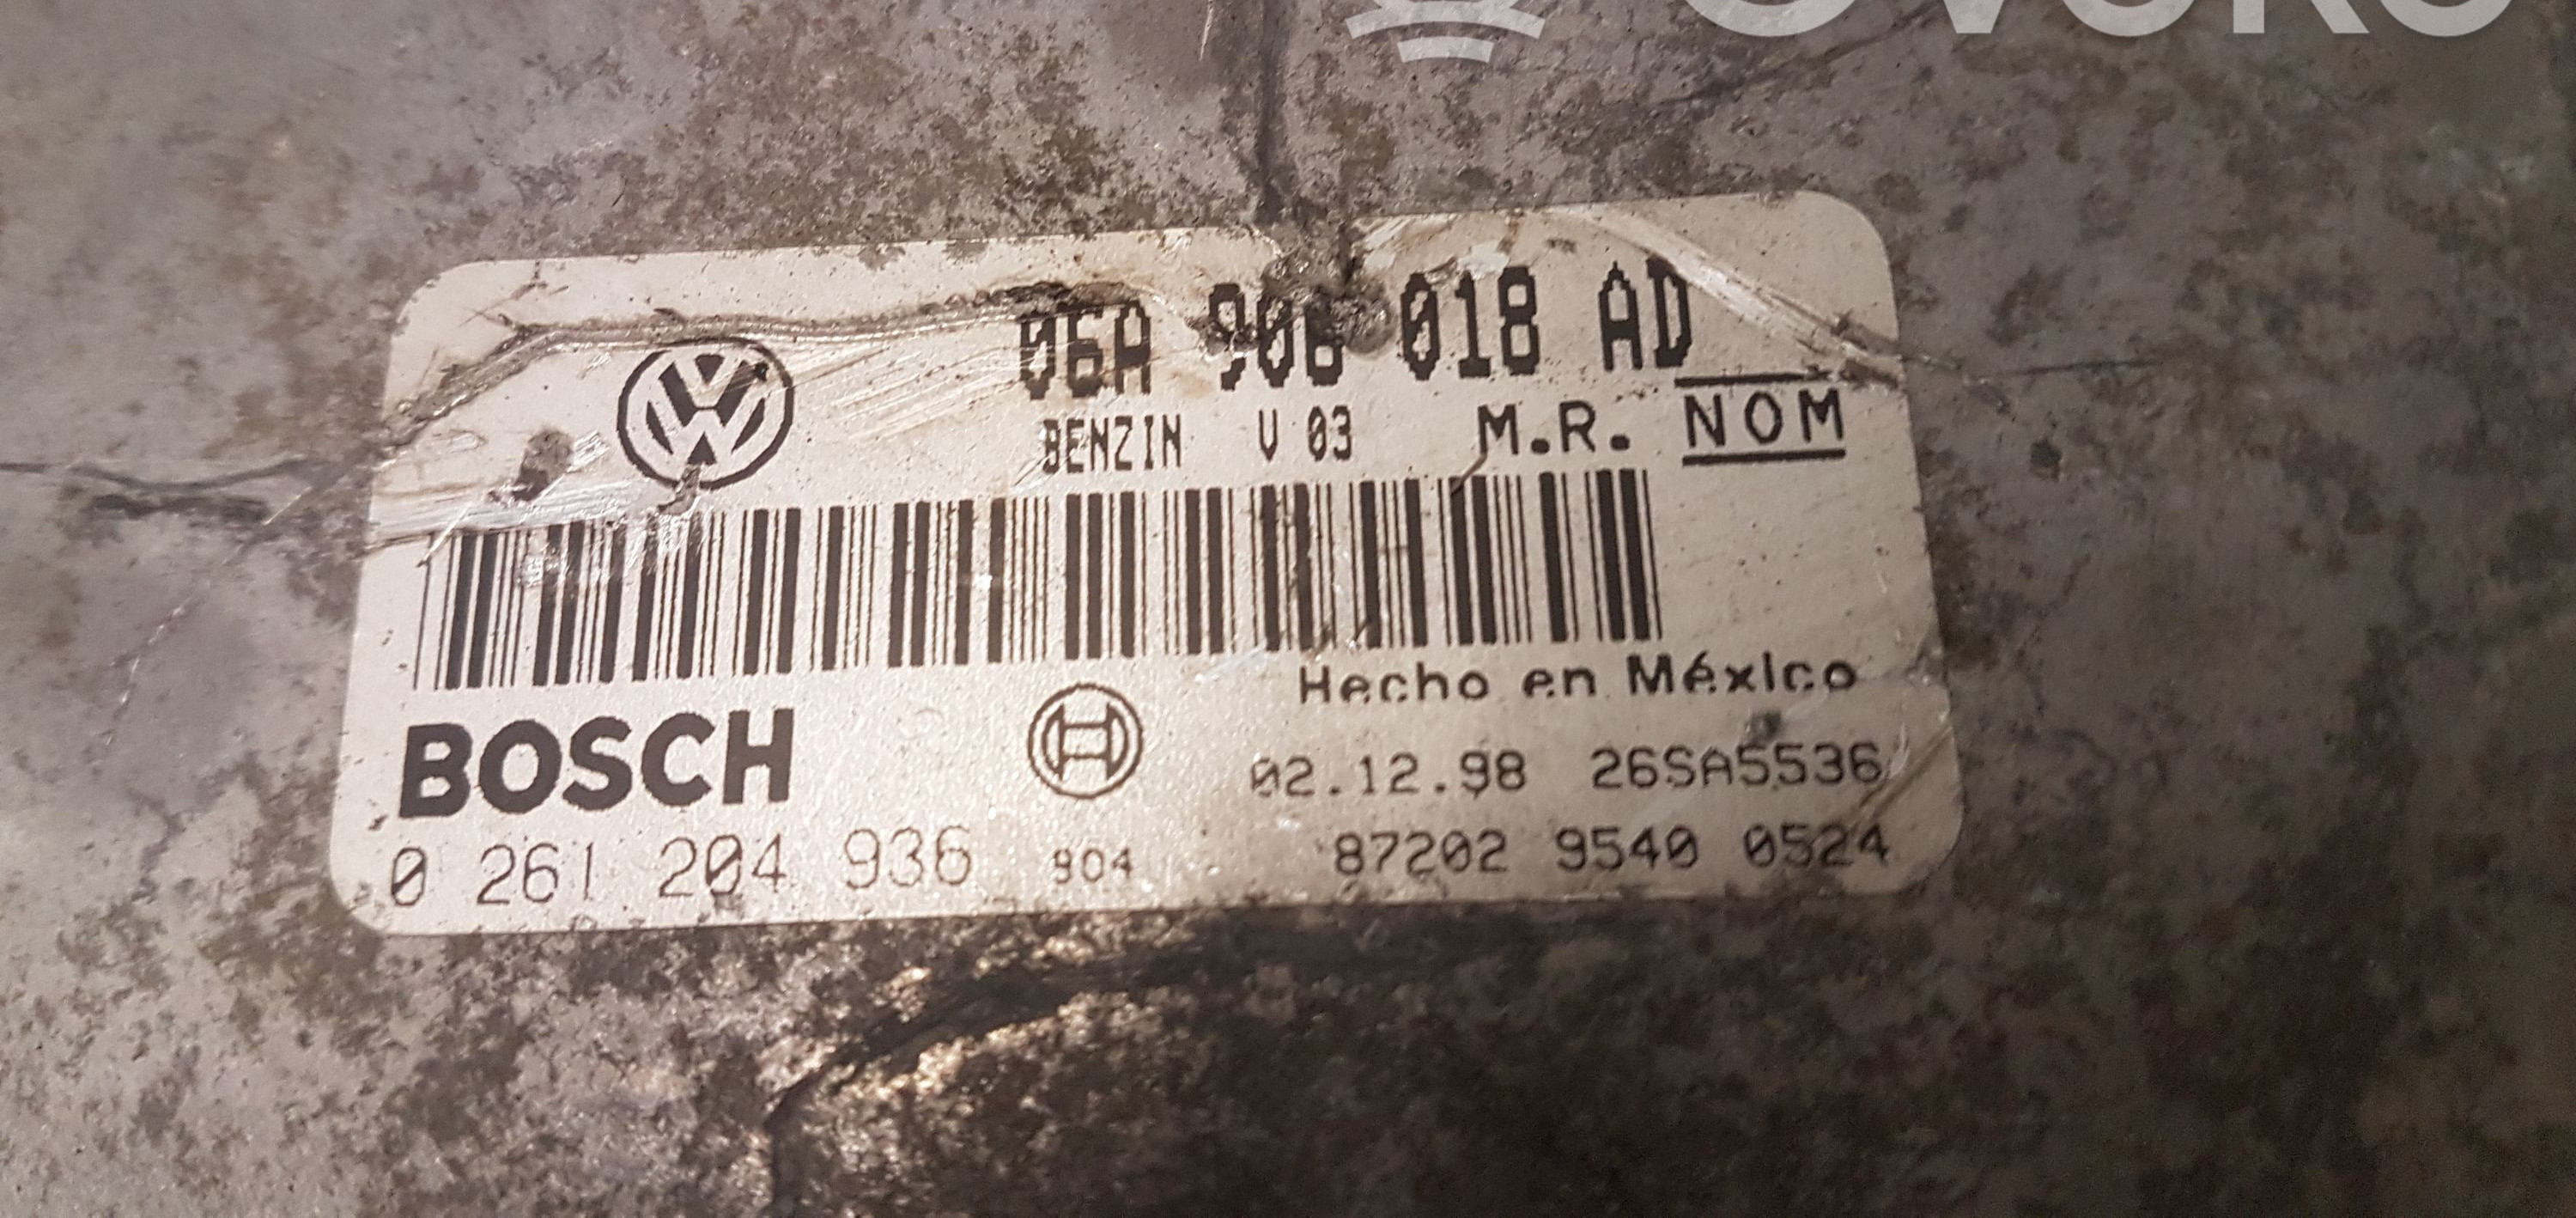 06A 906 018 AD
BENZIN V 03 M.R. NOM
Hecho en México
BOSCH
02.12.98 26SA5536
0 261 204 936 904 87202 9540 0524